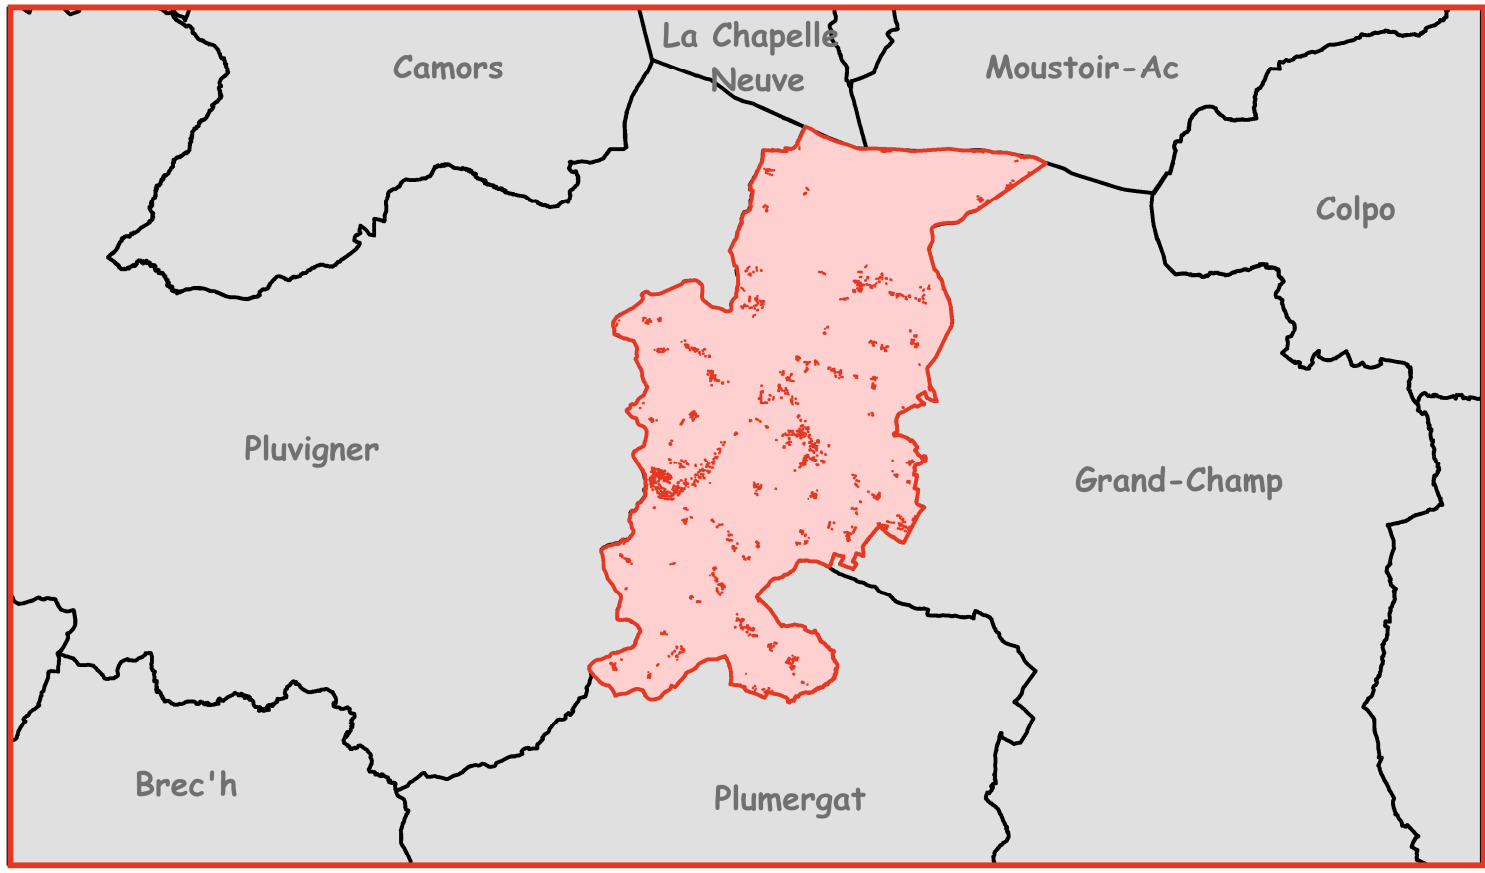 La Chapelle
Neuve
Camors
Moustoir-Ac
Colpo
Pluvigner
Grand-Champ
Brec'h
Plumergat